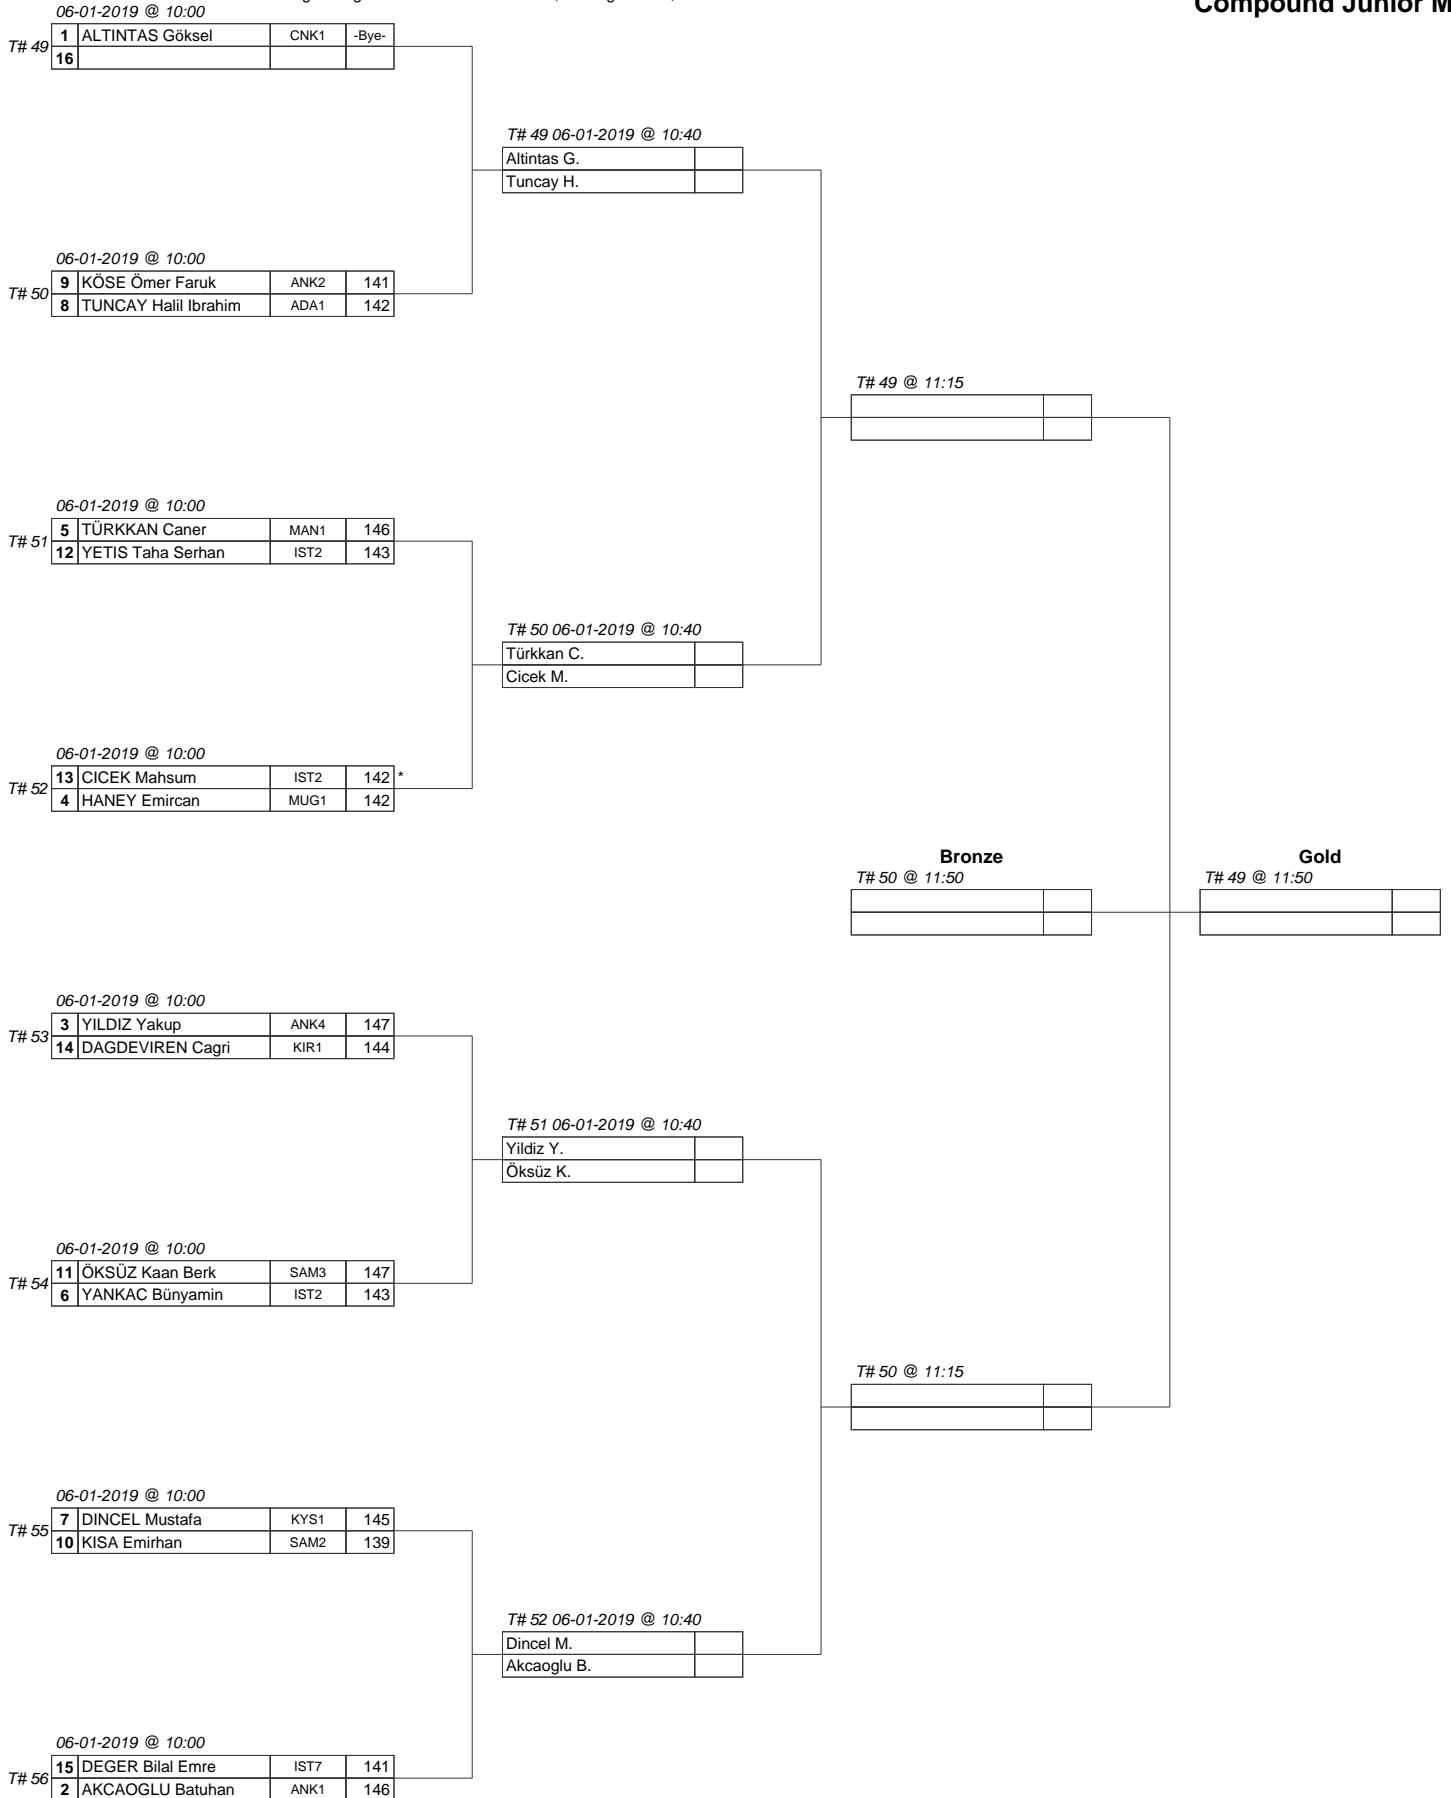 Compound Junior M
06-01-2019 @ 10:00
T# 49 1 ALTINTAS Göksel CNK1 -Bye-
16
T# 49 06-01-2019 @ 10:40
Altintas G.
Tuncay H.
06-01-2019 @ 10:00
T# 50 9 KÖSE Ömer Faruk ANK2 141
8 TUNCAY Halil Ibrahim ADA1 142
T# 49 @ 11:15
06-01-2019 @ 10:00
T# 51 5 TÜRKKAN Caner MAN1 146
12 YETIS Taha Serhan IST2 143
T# 50 06-01-2019 @ 10:40
Türkkan C.
Cicek M.
06-01-2019 @ 10:00
T# 52 13 CICEK Mahsum IST2 142 *
4 HANEY Emircan MUG1 142
Bronze Gold
T# 50 @ 11:50 T# 49 @ 11:50
06-01-2019 @ 10:00
T# 53 3 YILDIZ Yakup ANK4 147
14 DAGDEVIREN Cagri KIR1 144
T# 51 06-01-2019 @ 10:40
Yildiz Y.
Öksüz K.
06-01-2019 @ 10:00
T# 54 11 ÖKSÜZ Kaan Berk SAM3 147
6 YANKAC Bünyamin IST2 143
T# 50 @ 11:15
06-01-2019 @ 10:00
T# 55 7 DINCEL Mustafa KYS1 145
10 KISA Emirhan SAM2 139
T# 52 06-01-2019 @ 10:40
Dincel M.
Akcaoglu B.
06-01-2019 @ 10:00
T# 56 15 DEGER Bilal Emre IST7 141
2 AKCAOGLU Batuhan ANK1 146